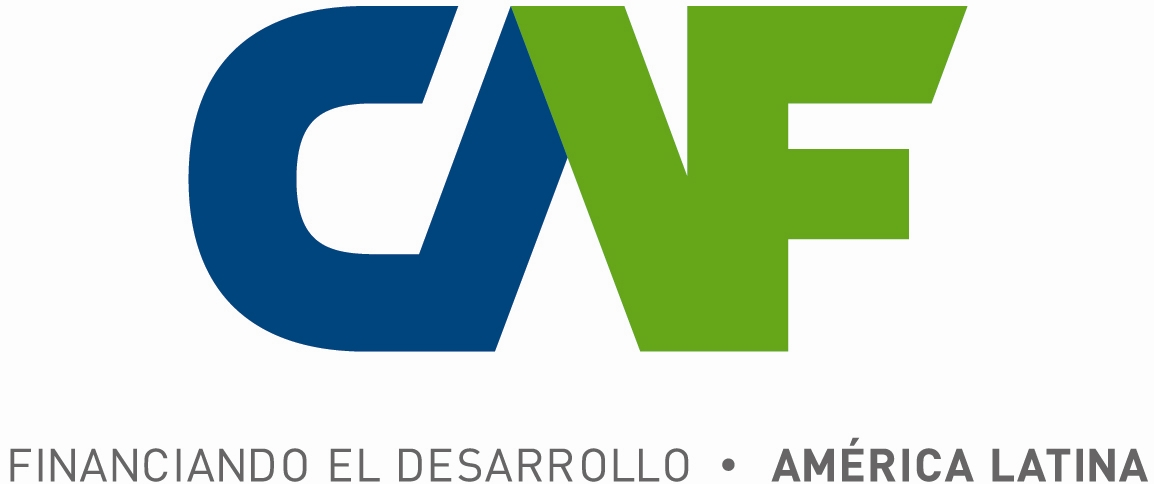 CAF
FINANCIANDO EL DESARROLLO • AMÉRICA LATINA